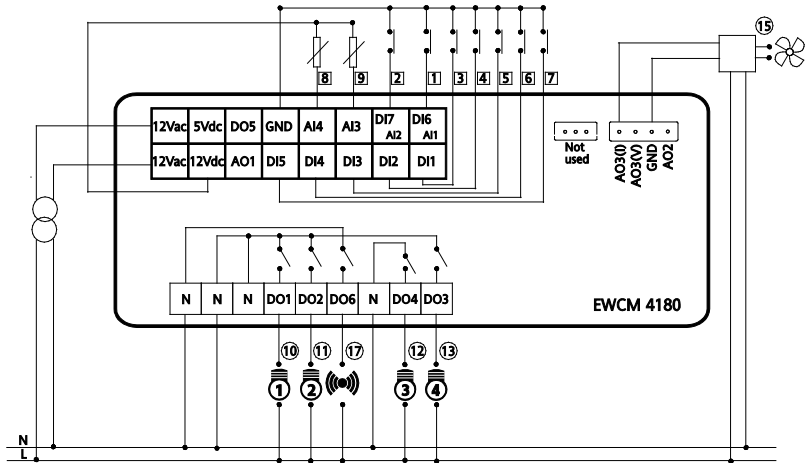 15
8 9 2 1 3 4 5 6 7
12Vac 5Vdc DO5 GND AI4 AI3 DI7 AI2 DI6 AI1
12Vac 12Vdc AO1 DI5 DI4 DI3 DI2 DI1
Not
used
AO3(I) AO3(V) GND AO2
N N N DO1 DO2 DO6 N DO4 DO3
EWCM 4180
10 11 17 12 13
1 2 3 4
N
L